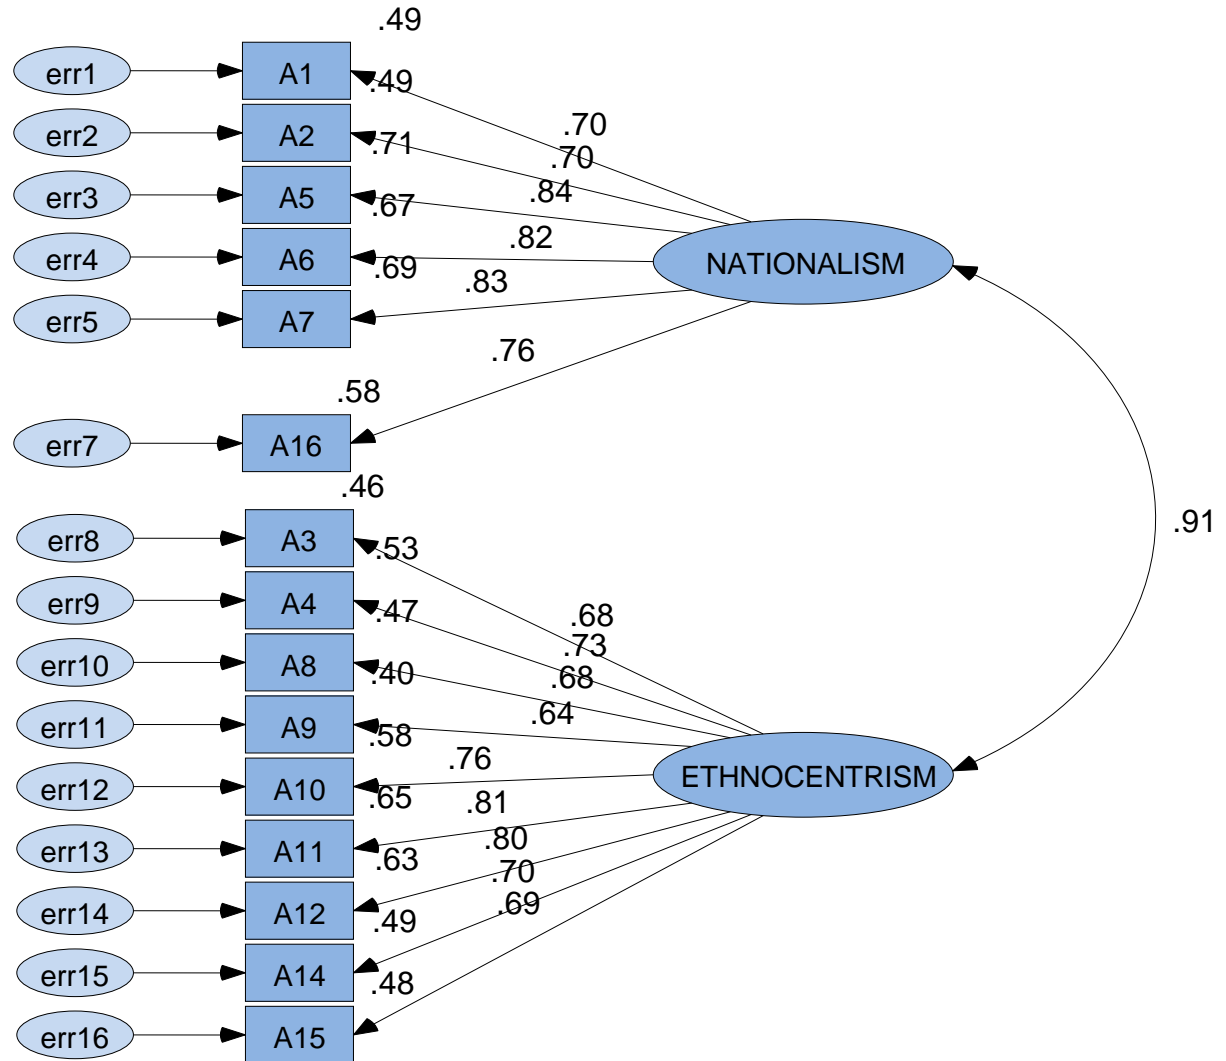 .49
err1 A1 .49
.70
err2 A2 .71 .70
err3 A5 .67 .84
err4 A6 .69 .82 NATIONALISM
err5 A7 .83
.76
.58
err7 A16
.46
err8 A3 .53 .91
err9 A4 .47 .68
.73
err10 A8 .40 .68
err11 A9 .58 .64
.76
err12 A10 .65 .81 ETHNOCENTRISM
err13 A11 .63 .80
.70
err14 A12 .49 .69
err15 A14 .48
err16 A15